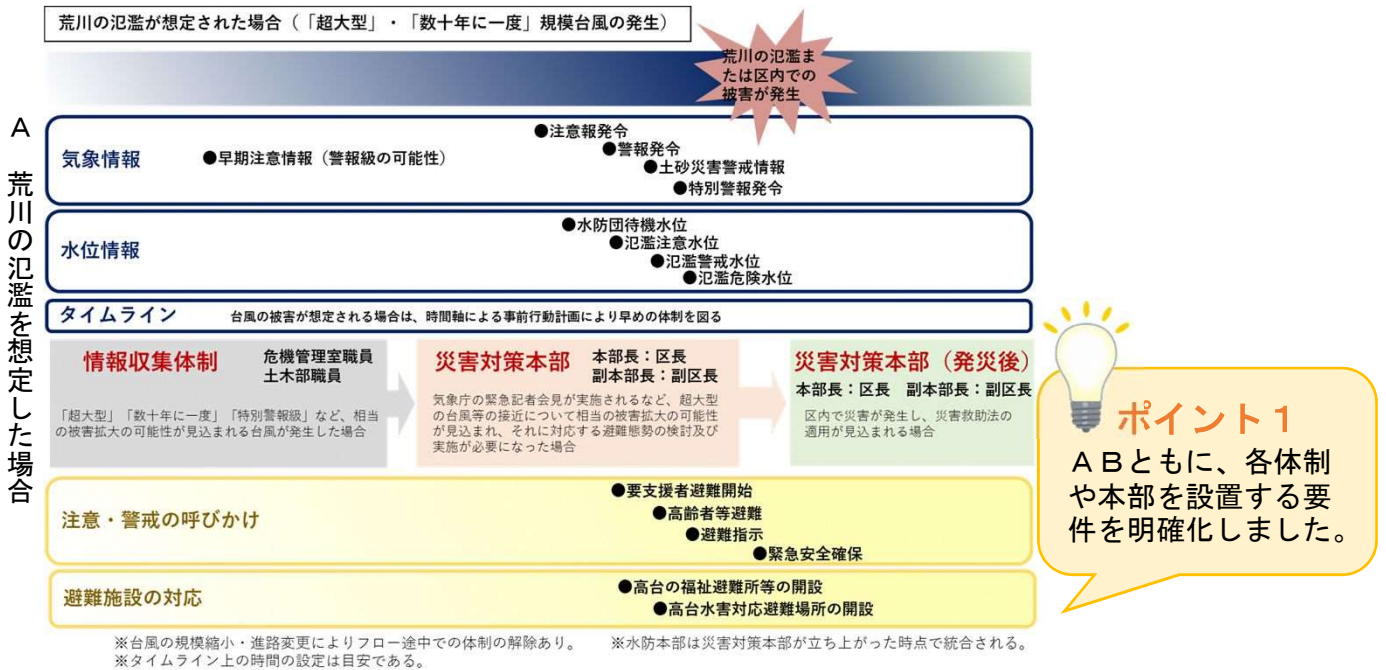 荒川の氾濫が想定された場合(「超大型」・「数十年に一度」規模台風の発生)
荒川の氾濫ま
たは区内での
被害が発生
A 荒川の氾濫を想定した場合
気象情報
●早期注意情報(警報級の可能性)
●注意報発令
●警報発令
●土砂災害警戒情報
●特別警報発令
水位情報
●水防団待機水位
●氾濫注意水位
●氾濫警戒水位
●氾濫危険水位
タイムライン 台風の被害が想定される場合は、時間軸による事前行動計画により早めの体制を図る
情報収集体制
危機管理室職員
土木部職員
「超大型」「数十年に一度」「特別警報級」など、相当
の被害拡大の可能性が見込まれる台風が発生した場合
災害対策本部
本部長:区長
副本部長:副区長
気象庁の緊急記者会見が実施されるなど、超大型
の台風等の接近について相当の被害拡大の可能性
が見込まれ、それに対応する避難態勢の検討及び
実施が必要になった場合
災害対策本部(発災後)
本部長:区長 副本部長:副区長
区内で災害が発生し、災害救助法の
適用が見込まれる場合
注意・警戒の呼びかけ
●要支援者避難開始
●高齢者等避難
●避難指示
●緊急安全確保
避難施設の対応
●高台の福祉避難所等の開設
●高台水害対応避難場所の開設
※台風の規模縮小・進路変更によりフロー途中での体制の解除あり。 ※水防本部は災害対策本部が立ち上がった時点で統合される。
※タイムライン上の時間の設定は目安である。
ポイント1
ABともに、各体制
や本部を設置する要
件を明確化しました。